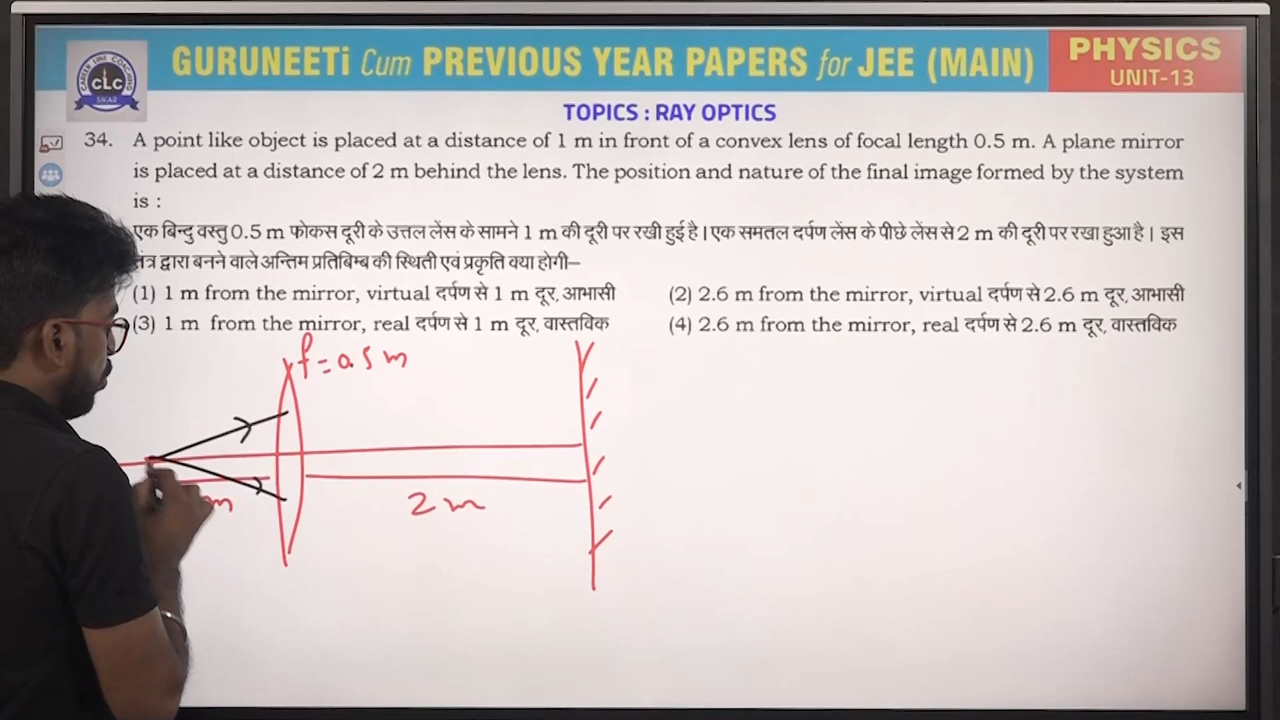 GURUNEETi Cum PREVIOUS YEAR PAPERS for JEE (MAIN)
PHYSICS
UNIT-13
CAREER LINE COACHING
CLC
SIKAR
TOPICS : RAY OPTICS
34. A point like object is placed at a distance of 1 m in front of a convex lens of focal length 0.5 m. A plane mirror
is placed at a distance of 2 m behind the lens. The position and nature of the final image formed by the system
is :
एक बिन्दु वस्तु 0.5 m फोकस दूरी के उत्तल लेंस के सामने 1 m की दूरी पर रखी हुई है। एक समतल दर्पण लेंस के पीछे लेंस से 2 m की दूरी पर रखा हुआ है। इस
तंत्र द्वारा बनने वाले अन्तिम प्रतिबिम्ब की स्थिती एवं प्रकृति क्या होगी–
(1) 1 m from the mirror, virtual दर्पण से 1 m दूर, आभासी
(2) 2.6 m from the mirror, virtual दर्पण से 2.6 m दूर, आभासी
(3) 1 m from the mirror, real दर्पण से 1 m दूर, वास्तविक
(4) 2.6 m from the mirror, real दर्पण से 2.6 m दूर, वास्तविक
f = 0.5 m
m
2 m